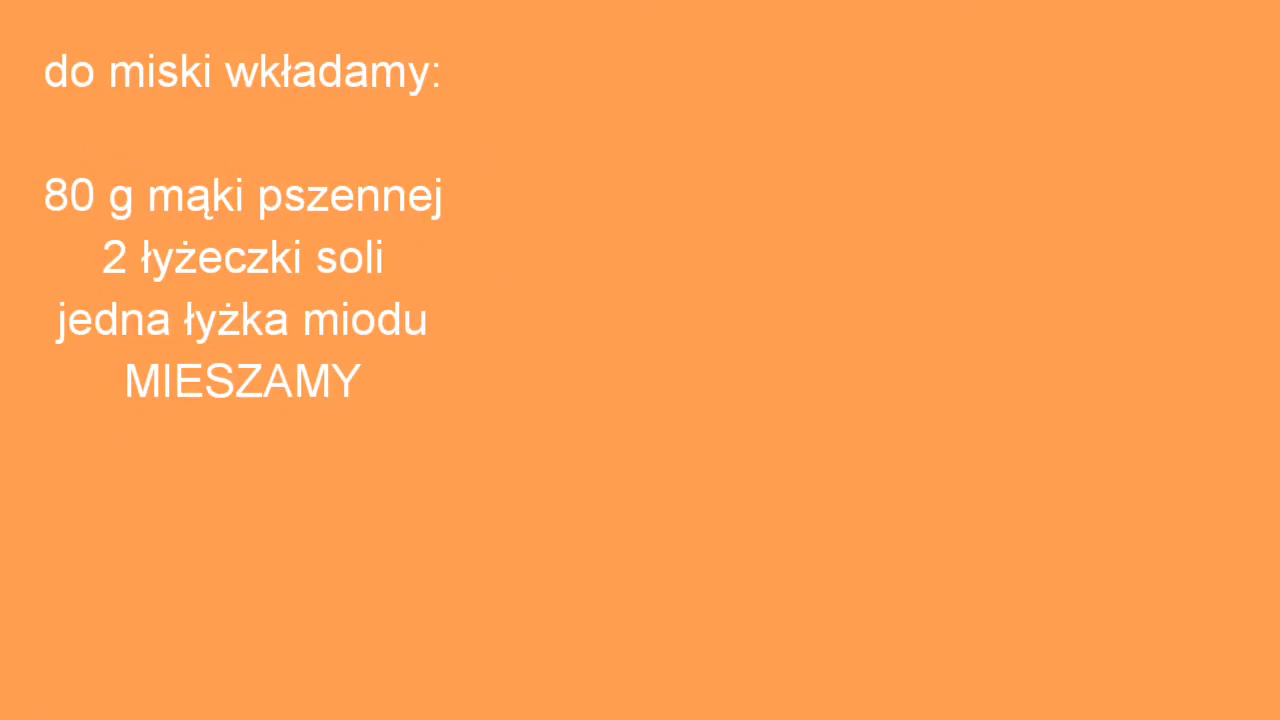 do miski wkładamy:
80 g mąki pszennej
2 łyżeczki soli
jedna łyżka miodu
MIESZAMY